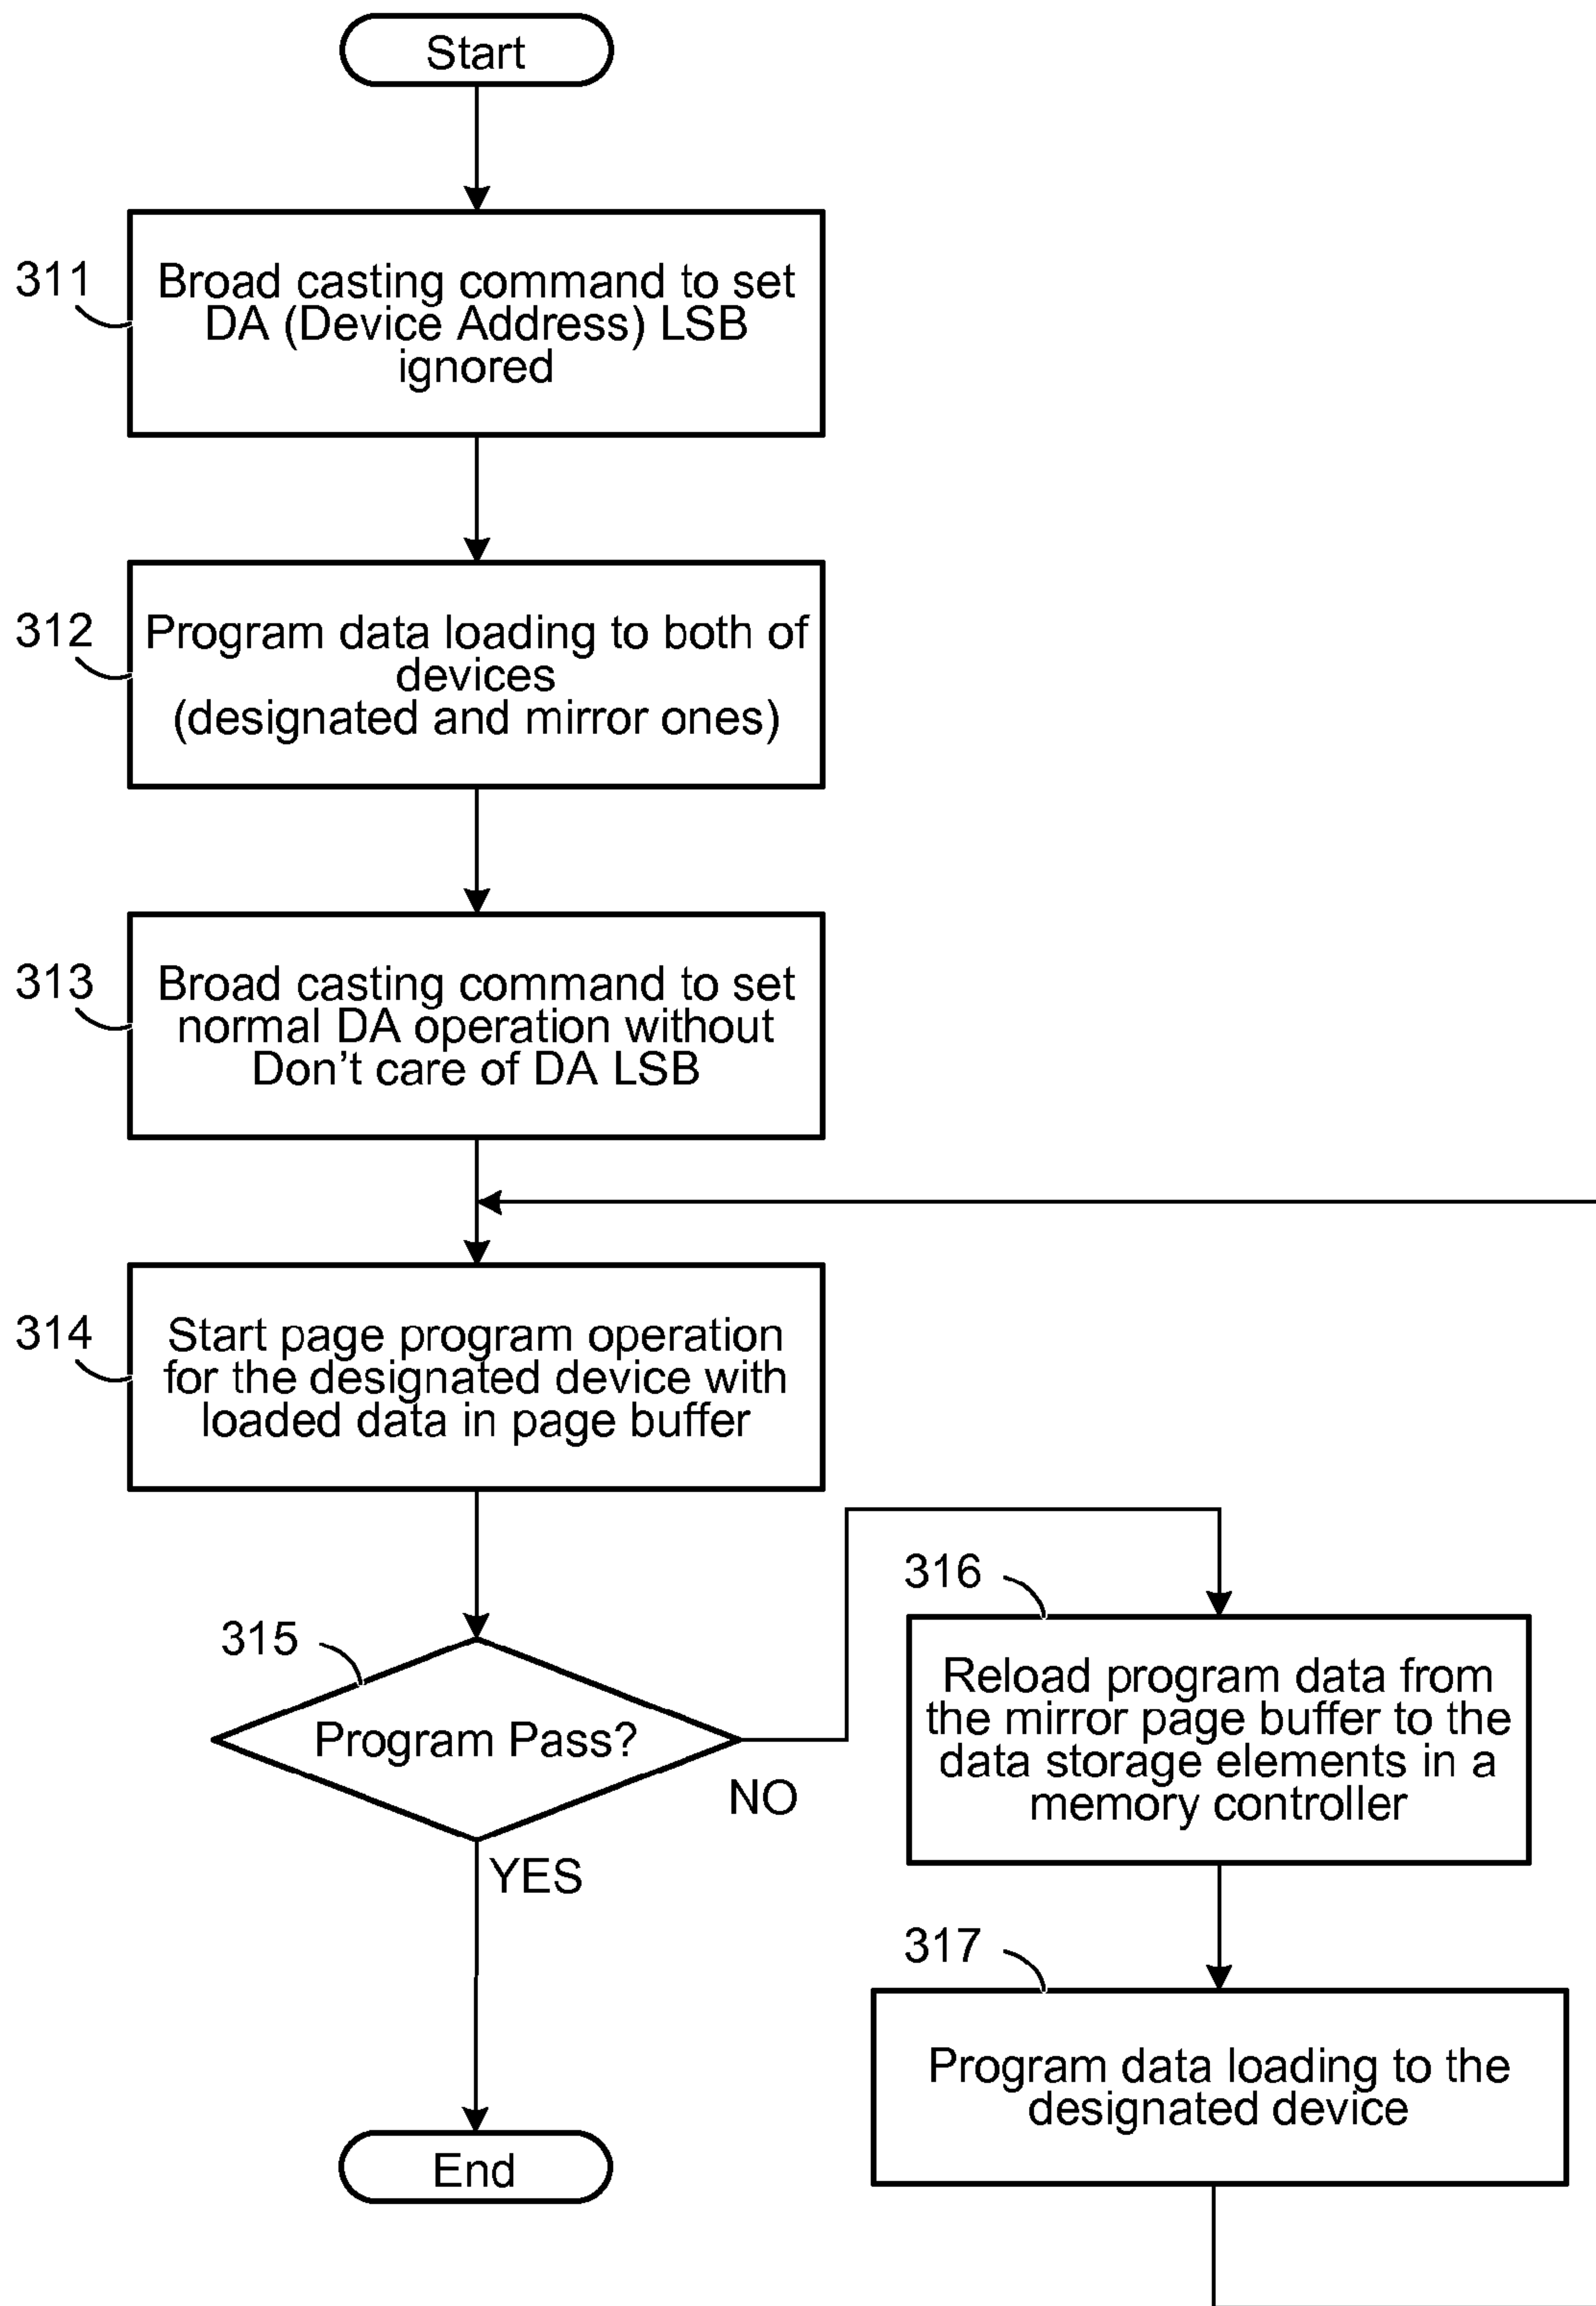 Start
311
Broad casting command to set
DA (Device Address) LSB
ignored
312
Program data loading to both of
devices
(designated and mirror ones)
313
Broad casting command to set
normal DA operation without
Don't care of DA LSB
314
Start page program operation
for the designated device with
loaded data in page buffer
315
Program Pass?
NO
YES
316
Reload program data from
the mirror page buffer to the
data storage elements in a
memory controller
317
Program data loading to the
designated device
End